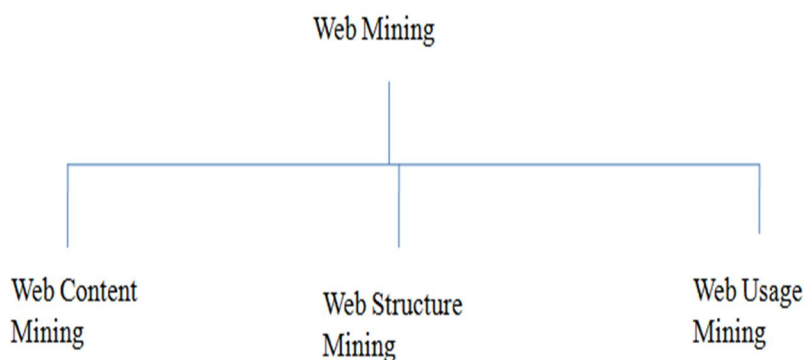 Web Mining
Web Content
Mining
Web Structure
Mining
Web Usage
Mining